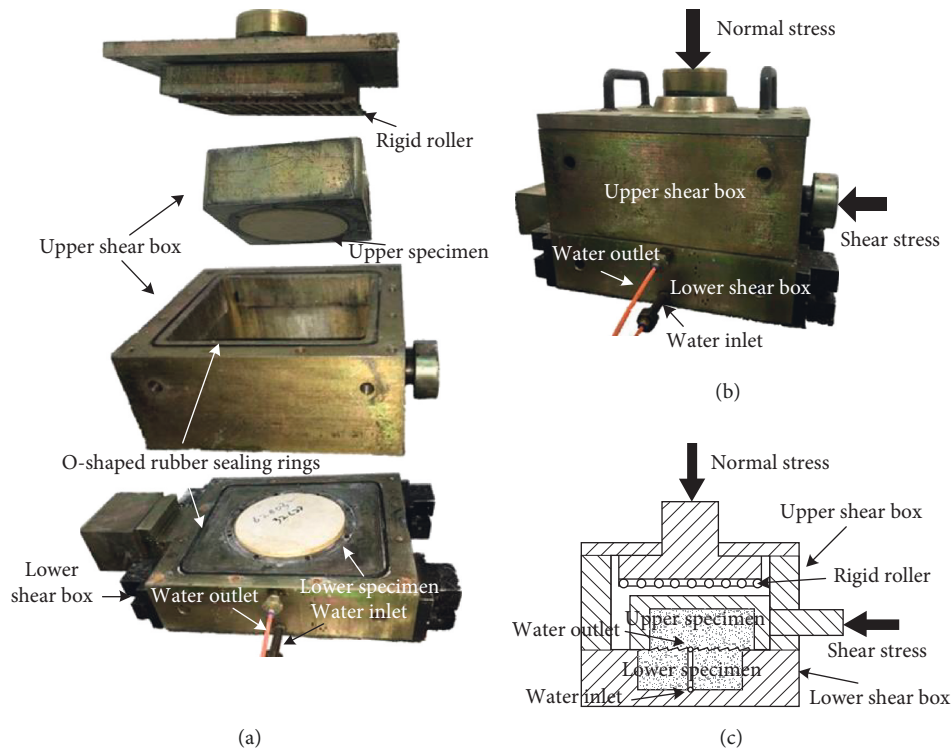 Rigid roller
Upper shear box
Upper specimen
O-shaped rubber sealing rings
Lower specimen
Lower
shear box
Water outlet
Water inlet
(a)
Normal stress
Upper shear box
Shear stress
Water outlet
Lower shear box
Water inlet
(b)
Normal stress
Upper shear box
Rigid roller
Upper specimen
Water outlet
Shear stress
Lower specimen
Water inlet
Lower shear box
(c)